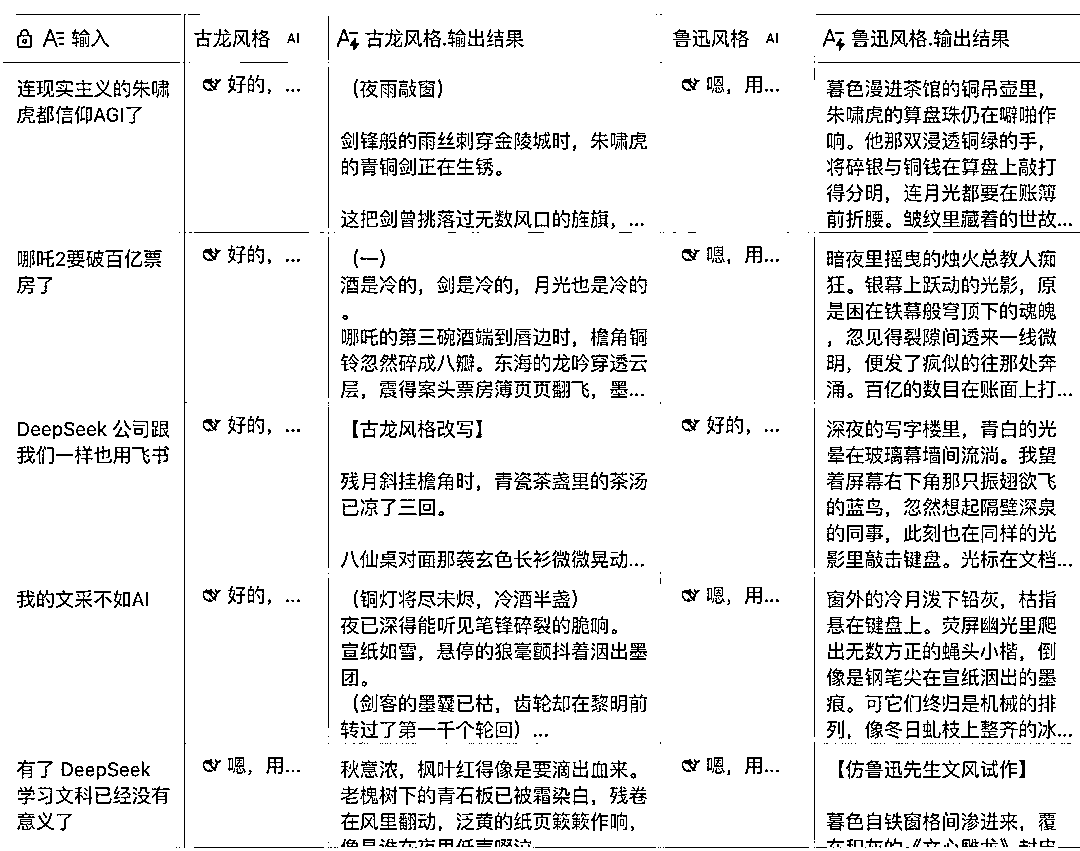 输入
古龙风格 AI
古龙风格.输出结果
鲁迅风格 AI
鲁迅风格.输出结果
连现实主义的朱啸
虎都信仰AGI了
好的，...
（夜雨敲窗）
剑锋般的雨丝刺穿金陵城时，朱啸虎
的青铜剑正在生锈。
这把剑曾挑落过无数风口的旌旗，...
嗯，用...
暮色漫进茶馆的铜吊壶里，
朱啸虎的算盘珠仍在噼啪作
响。他那双浸透铜绿的手，
将碎银与铜钱在算盘上敲打
得分明，连月光都要在账簿
前折腰。皱纹里藏着的世故...
哪吒2要破百亿票
房了
好的，...
（一）
酒是冷的，剑是冷的，月光也是冷的
。
哪吒的第三碗酒端到唇边时，檐角铜
铃忽然碎成八瓣。东海的龙吟穿透云
层，震得案头票房簿页页翻飞，墨...
嗯，用...
暗夜里摇曳的烛火总教人痴
狂。银幕上跃动的光影，原
是困在铁幕般穹顶下的魂魄
，忽见得裂隙间透来一线微
明，便发了疯似的往那处奔
涌。百亿的数目在账面上打...
DeepSeek 公司跟
我们一样也用飞书
好的，...
【古龙风格改写】
残月斜挂檐角时，青瓷茶盏里的茶汤
已凉了三回。
八仙桌对面那袭玄色长衫微微晃动...
好的，...
深夜的写字楼里，青白的光
晕在玻璃幕墙间流淌。我望
着屏幕右下角那只振翅欲飞
的蓝鸟，忽然想起隔壁深泉
的同事，此刻也在同样的光
影里敲击键盘。光标在文档...
我的文采不如AI
好的，...
（铜灯将尽未烬，冷酒半盏）
夜已深得能听见笔锋碎裂的脆响。
宣纸如雪，悬停的狼毫颤抖着洇出墨
团。
（剑客的墨囊已枯，齿轮却在黎明前
转过了第一千个轮回）...
嗯，用...
窗外的冷月泼下铅灰，枯指
悬在键盘上。荧屏幽光里爬
出无数方正的蝇头小楷，倒
像是钢笔尖在宣纸洇出的墨
痕。可它们终归是机械的排
列，像冬日虬枝上整齐的冰...
有了 DeepSeek
学习文科已经没有
意义了
嗯，用...
秋意浓，枫叶红得像是要滴出血来。
老槐树下的青石板已被霜染白，残卷
在风里翻动，泛黄的纸页簌簌作响，
像是谁在夜里低声啜泣
嗯，用...
【仿鲁迅先生文风试作】
暮色自铁窗格间渗进来，覆